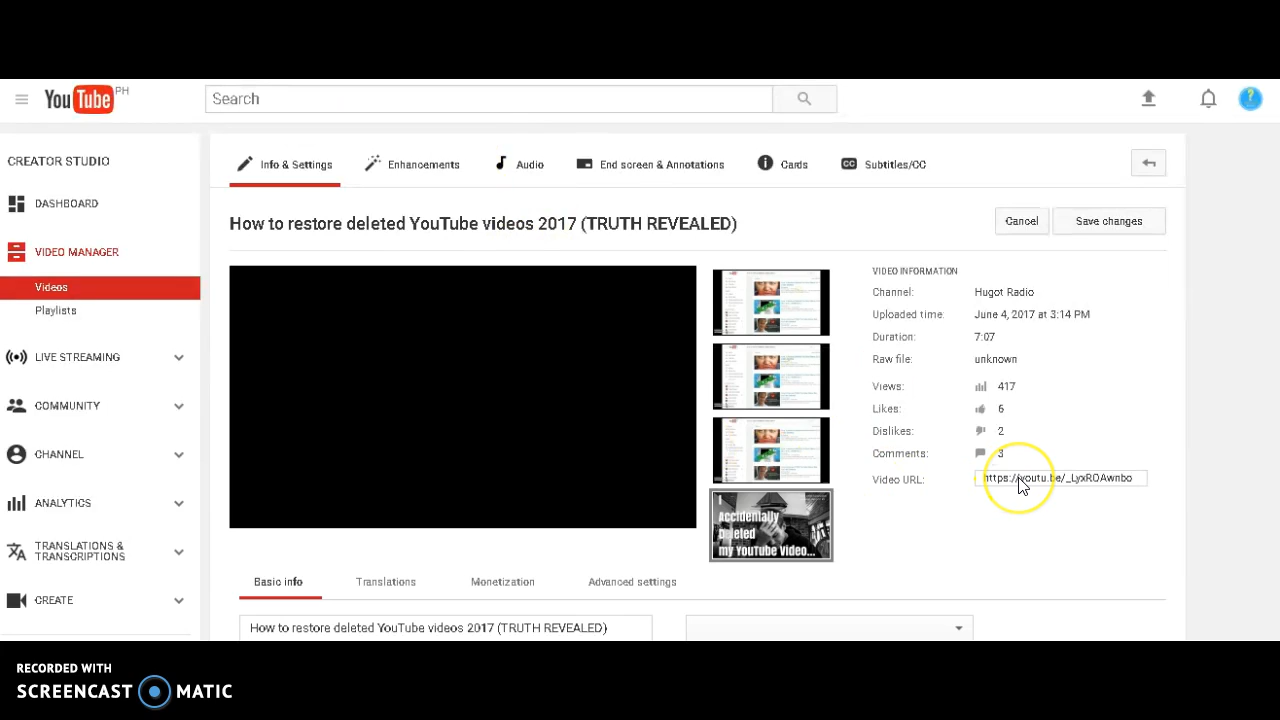 YouTube PH
Search
CREATOR STUDIO
DASHBOARD
VIDEO MANAGER
Videos
Playlists
LIVE STREAMING
COMMUNITY
CHANNEL
ANALYTICS
TRANSLATIONS &
TRANSCRIPTIONS
CREATE
Info & Settings
Enhancements
Audio
End screen & Annotations
Cards
CC Subtitles/CC
How to restore deleted YouTube videos 2017 (TRUTH REVEALED)
Cancel
Save changes
I
Accidentally
Deleted
my YouTube Video...
VIDEO INFORMATION
Channel: Hugot Radio
Uploaded time: June 4, 2017 at 3:14 PM
Duration: 7:07
Raw file: unknown
Views: 417
Likes: 6
Dislikes: 2
Comments: 3
Video URL: https://youtu.be/_LyxROAwnbo
Basic info
Translations
Monetization
Advanced settings
How to restore deleted YouTube videos 2017 (TRUTH REVEALED)
RECORDED WITH
SCREENCAST MATIC